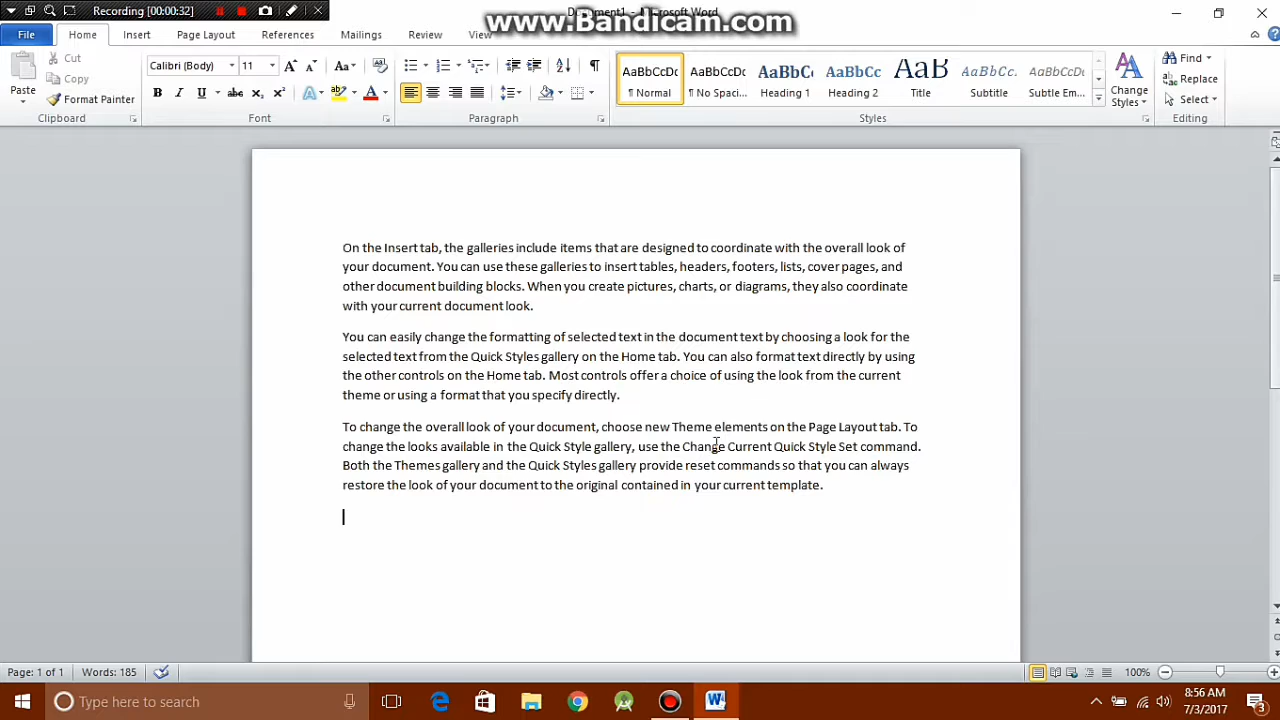 Recording [00:00:32]
www.Bandicam.com
File Home Insert Page Layout References Mailings Review View
Cut
Copy
Paste
Format Painter
Clipboard
Calibri (Body) 11
Font
Paragraph
AaBbCcDc AaBbCcDc AaBbC AaBbCc AaB AaBbCc. AaBbCcDc
¶ Normal ¶ No Spaci... Heading 1 Heading 2 Title Subtitle Subtle Em...
Styles
Change
Styles
Find
Replace
Select
Editing
On the Insert tab, the galleries include items that are designed to coordinate with the overall look of
your document. You can use these galleries to insert tables, headers, footers, lists, cover pages, and
other document building blocks. When you create pictures, charts, or diagrams, they also coordinate
with your current document look.
You can easily change the formatting of selected text in the document text by choosing a look for the
selected text from the Quick Styles gallery on the Home tab. You can also format text directly by using
the other controls on the Home tab. Most controls offer a choice of using the look from the current
theme or using a format that you specify directly.
To change the overall look of your document, choose new Theme elements on the Page Layout tab. To
change the looks available in the Quick Style gallery, use the Change Current Quick Style Set command.
Both the Themes gallery and the Quick Styles gallery provide reset commands so that you can always
restore the look of your document to the original contained in your current template.
Page: 1 of 1 Words: 185 100%
Type here to search
8:56 AM
7/3/2017